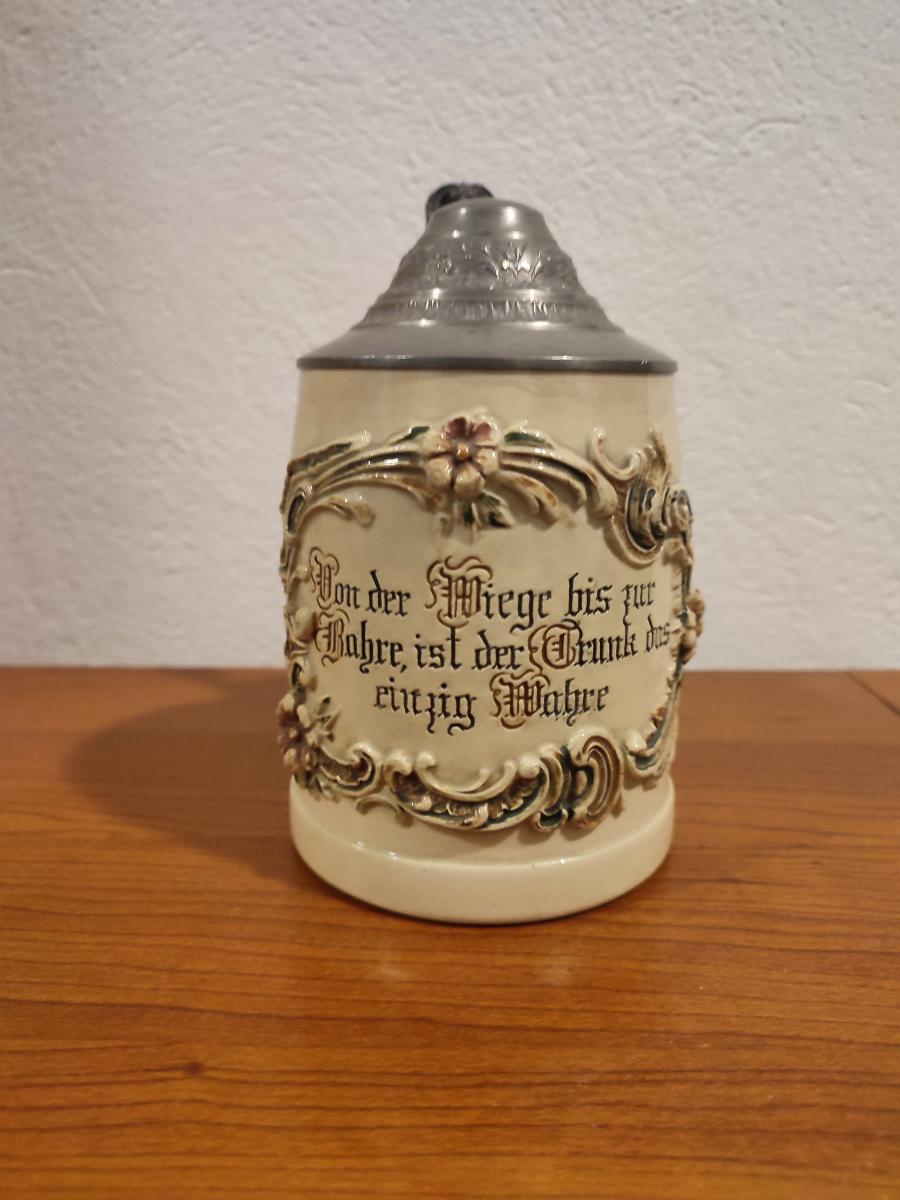 Von der Wiege bis zur
Bahre, ist der Trunk das
einzig Wahre